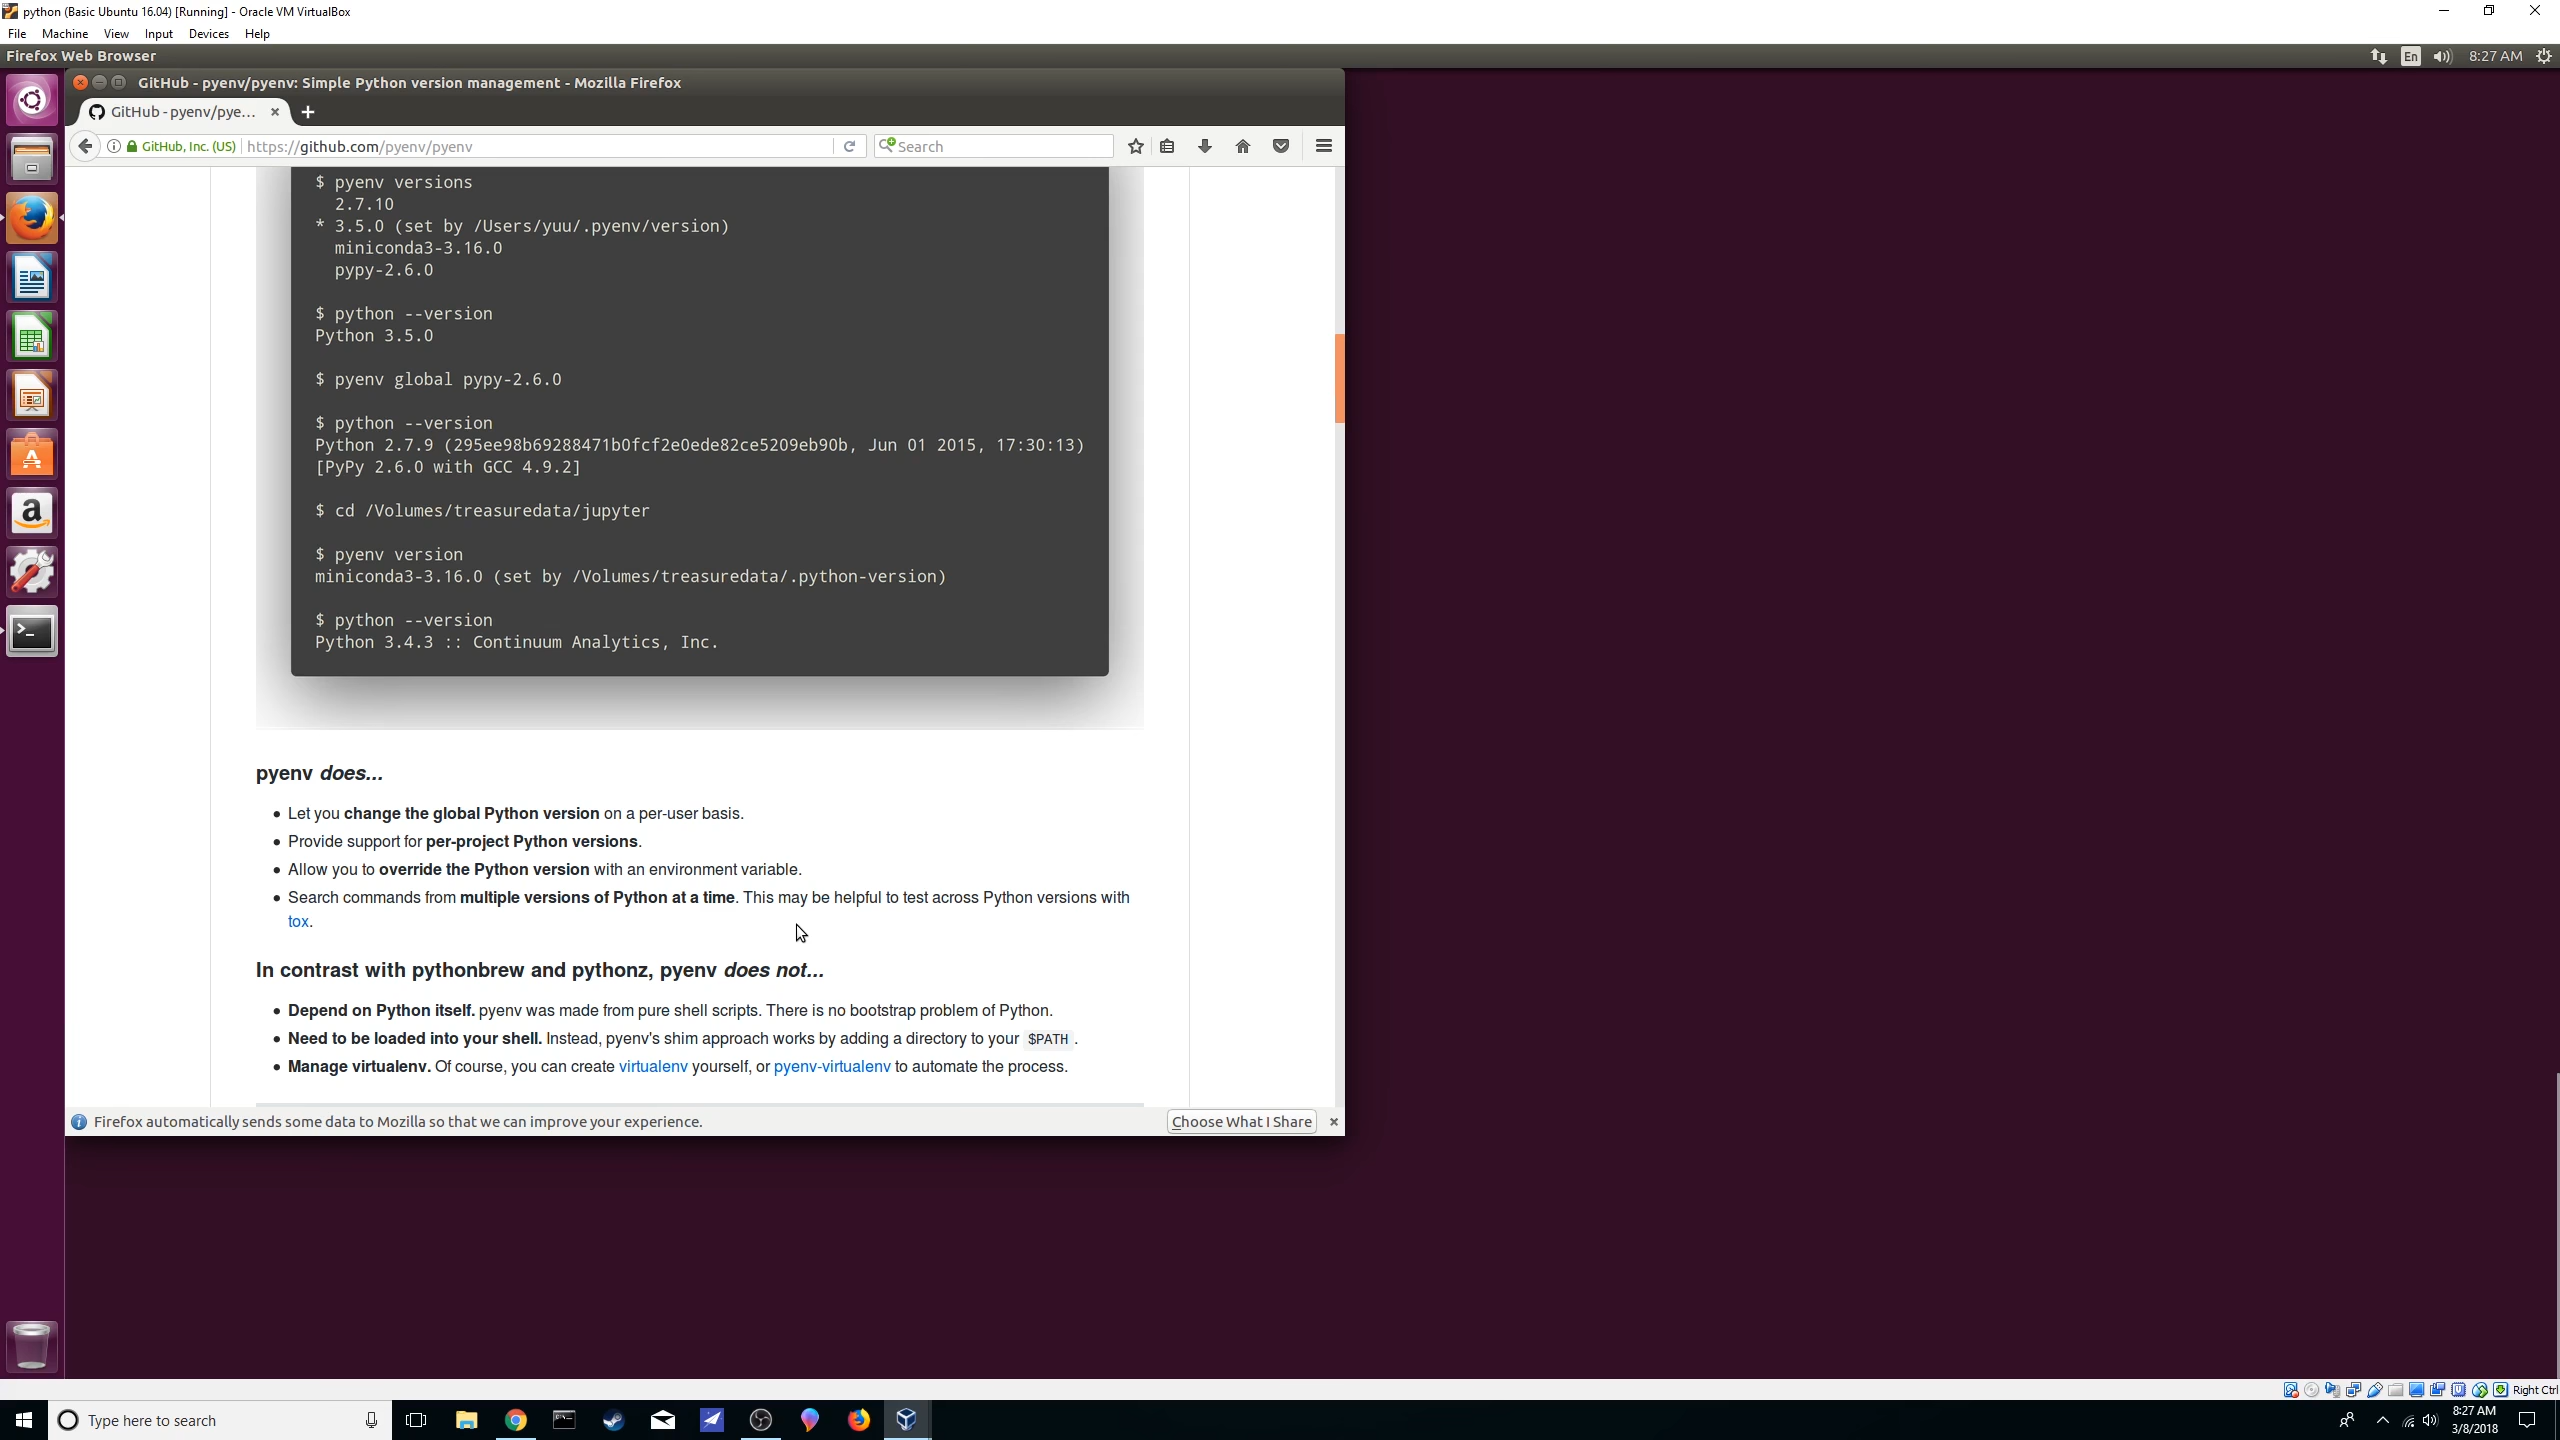 python (Basic Ubuntu 16.04) [Running] - Oracle VM VirtualBox
File Machine View Input Devices Help
Firefox Web Browser
En 8:27 AM
GitHub - pyenv/pyenv: Simple Python version management - Mozilla Firefox
GitHub - pyenv/pye...
GitHub, Inc. (US) https://github.com/pyenv/pyenv
Search
$ pyenv versions
2.7.10
* 3.5.0 (set by /Users/yuu/.pyenv/version)
miniconda3-3.16.0
pypy-2.6.0
$ python --version
Python 3.5.0
$ pyenv global pypy-2.6.0
$ python --version
Python 2.7.9 (295ee98b69288471b0fcf2e0ede82ce5209eb90b, Jun 01 2015, 17:30:13)
[PyPy 2.6.0 with GCC 4.9.2]
$ cd /Volumes/treasuredata/jupyter
$ pyenv version
miniconda3-3.16.0 (set by /Volumes/treasuredata/.python-version)
$ python --version
Python 3.4.3 :: Continuum Analytics, Inc.
pyenv does...
• Let you change the global Python version on a per-user basis.
• Provide support for per-project Python versions.
• Allow you to override the Python version with an environment variable.
• Search commands from multiple versions of Python at a time. This may be helpful to test across Python versions with
tox.
In contrast with pythonbrew and pythonz, pyenv does not...
• Depend on Python itself. pyenv was made from pure shell scripts. There is no bootstrap problem of Python.
• Need to be loaded into your shell. Instead, pyenv's shim approach works by adding a directory to your $PATH .
• Manage virtualenv. Of course, you can create virtualenv yourself, or pyenv-virtualenv to automate the process.
Firefox automatically sends some data to Mozilla so that we can improve your experience.
Choose What I Share
Right Ctrl
Type here to search
8:27 AM
3/8/2018